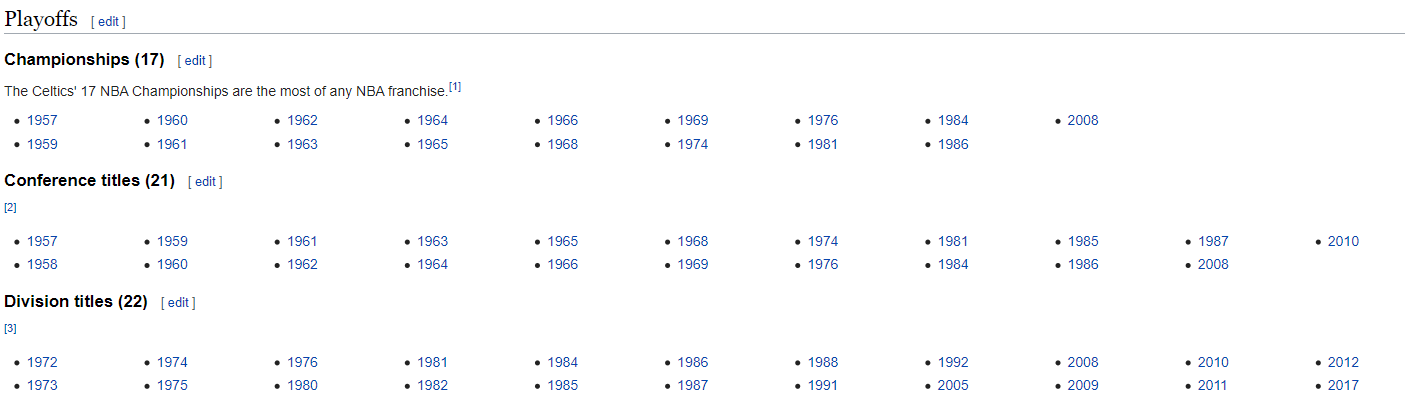 Playoffs [ edit ]
Championships (17) [ edit ]
The Celtics' 17 NBA Championships are the most of any NBA franchise.[1]
• 1957 • 1960 • 1962 • 1964 • 1966 • 1969 • 1976 • 1984 • 2008
• 1959 • 1961 • 1963 • 1965 • 1968 • 1974 • 1981 • 1986
Conference titles (21) [ edit ]
[2]
• 1957 • 1959 • 1961 • 1963 • 1965 • 1968 • 1974 • 1981 • 1985 • 1987 • 2010
• 1958 • 1960 • 1962 • 1964 • 1966 • 1969 • 1976 • 1984 • 1986 • 2008
Division titles (22) [ edit ]
[3]
• 1972 • 1974 • 1976 • 1981 • 1984 • 1986 • 1988 • 1992 • 2008 • 2010 • 2012
• 1973 • 1975 • 1980 • 1982 • 1985 • 1987 • 1991 • 2005 • 2009 • 2011 • 2017